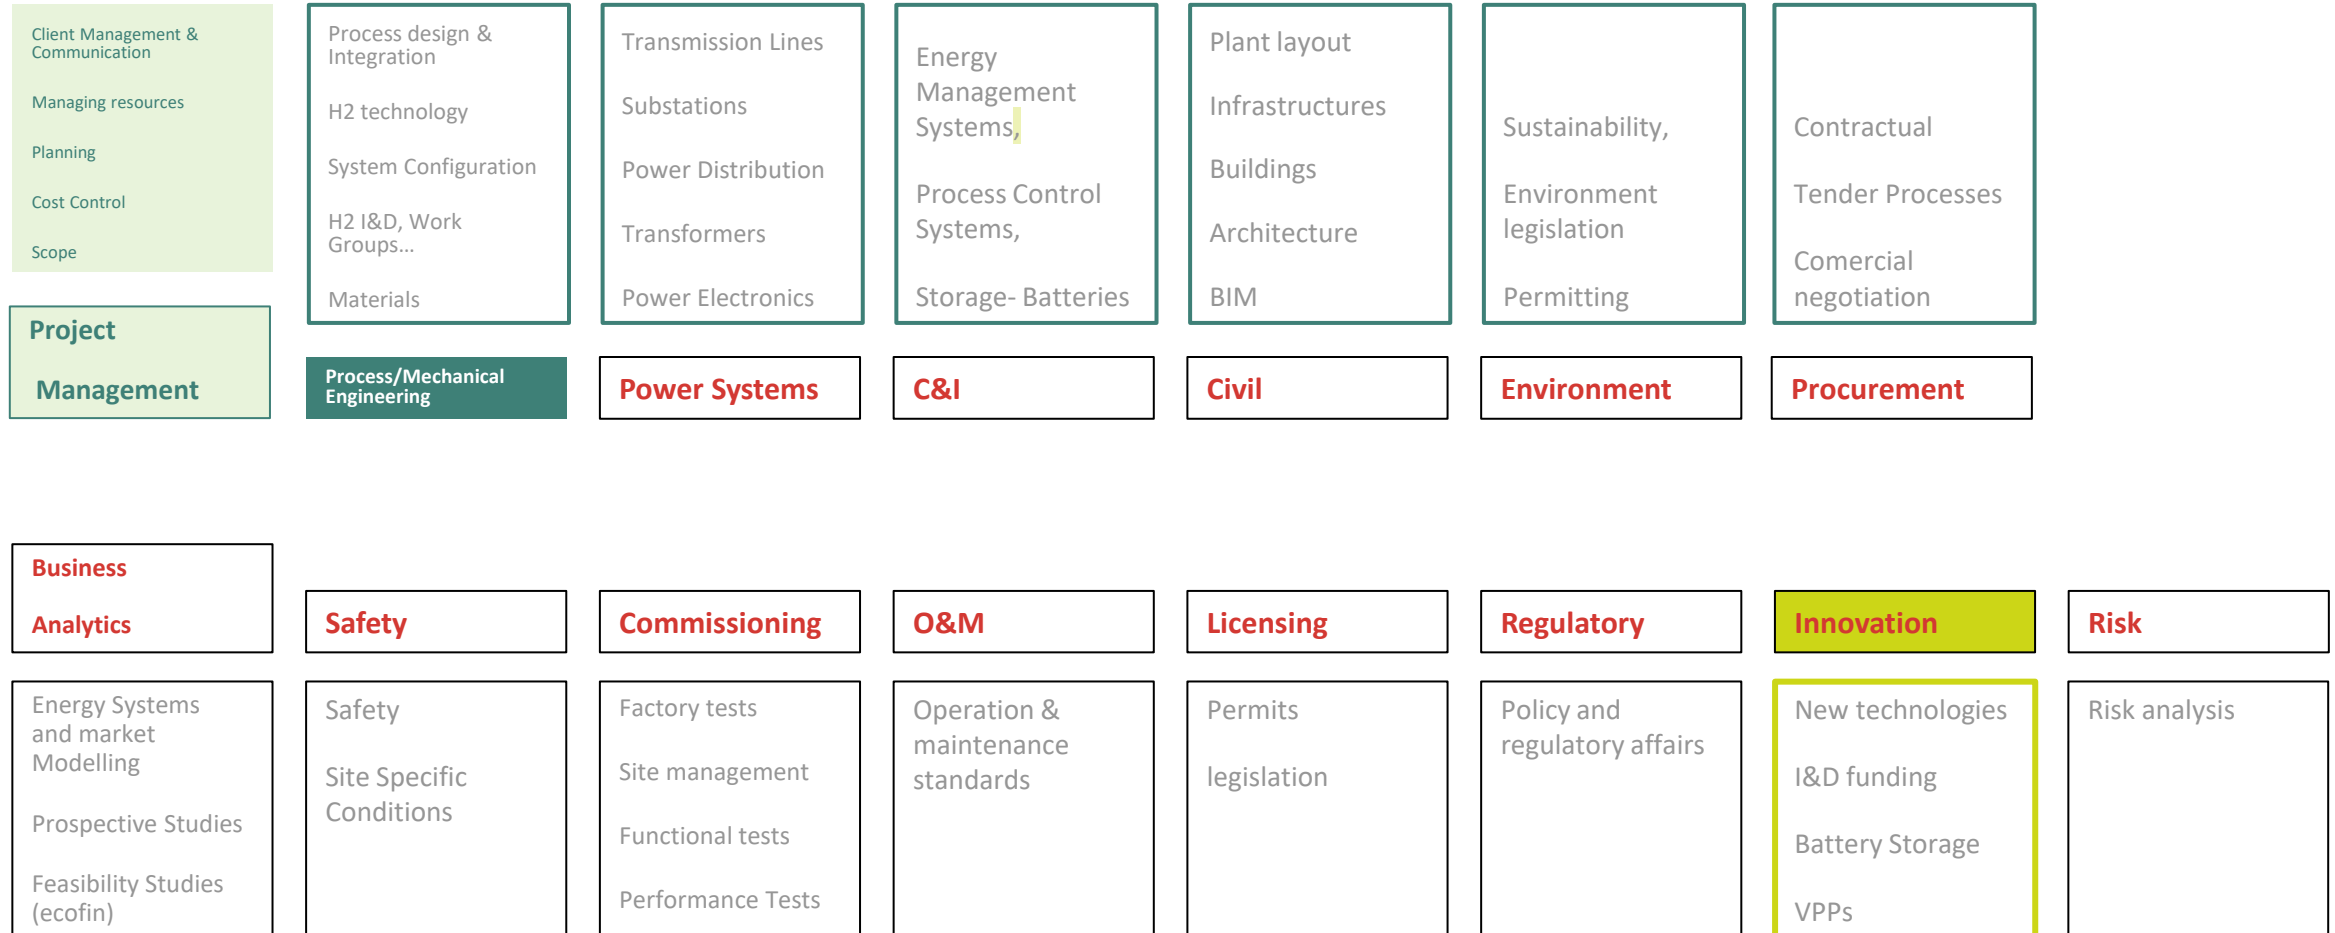 Client Management &
Communication
Managing resources
Planning
Cost Control
Scope
Project
Management
Process design &
Integration
H2 technology
System Configuration
H2 I&D, Work
Groups...
Materials
Process/Mechanical
Engineering
Transmission Lines
Substations
Power Distribution
Transformers
Power Electronics
Power Systems
Energy
Management
Systems,
Process Control
Systems,
Storage- Batteries
C&I
Plant layout
Infrastructures
Buildings
Architecture
BIM
Civil
Sustainability,
Environment
legislation
Permitting
Environment
Contractual
Tender Processes
Comercial
negotiation
Procurement
Business
Analytics
Energy Systems
and market
Modelling
Prospective Studies
Feasibility Studies
(ecofin)
Safety
Safety
Site Specific
Conditions
Commissioning
Factory tests
Site management
Functional tests
Performance Tests
O&M
Operation &
maintenance
standards
Licensing
Permits
legislation
Regulatory
Policy and
regulatory affairs
Innovation
New technologies
I&D funding
Battery Storage
VPPs
Risk
Risk analysis